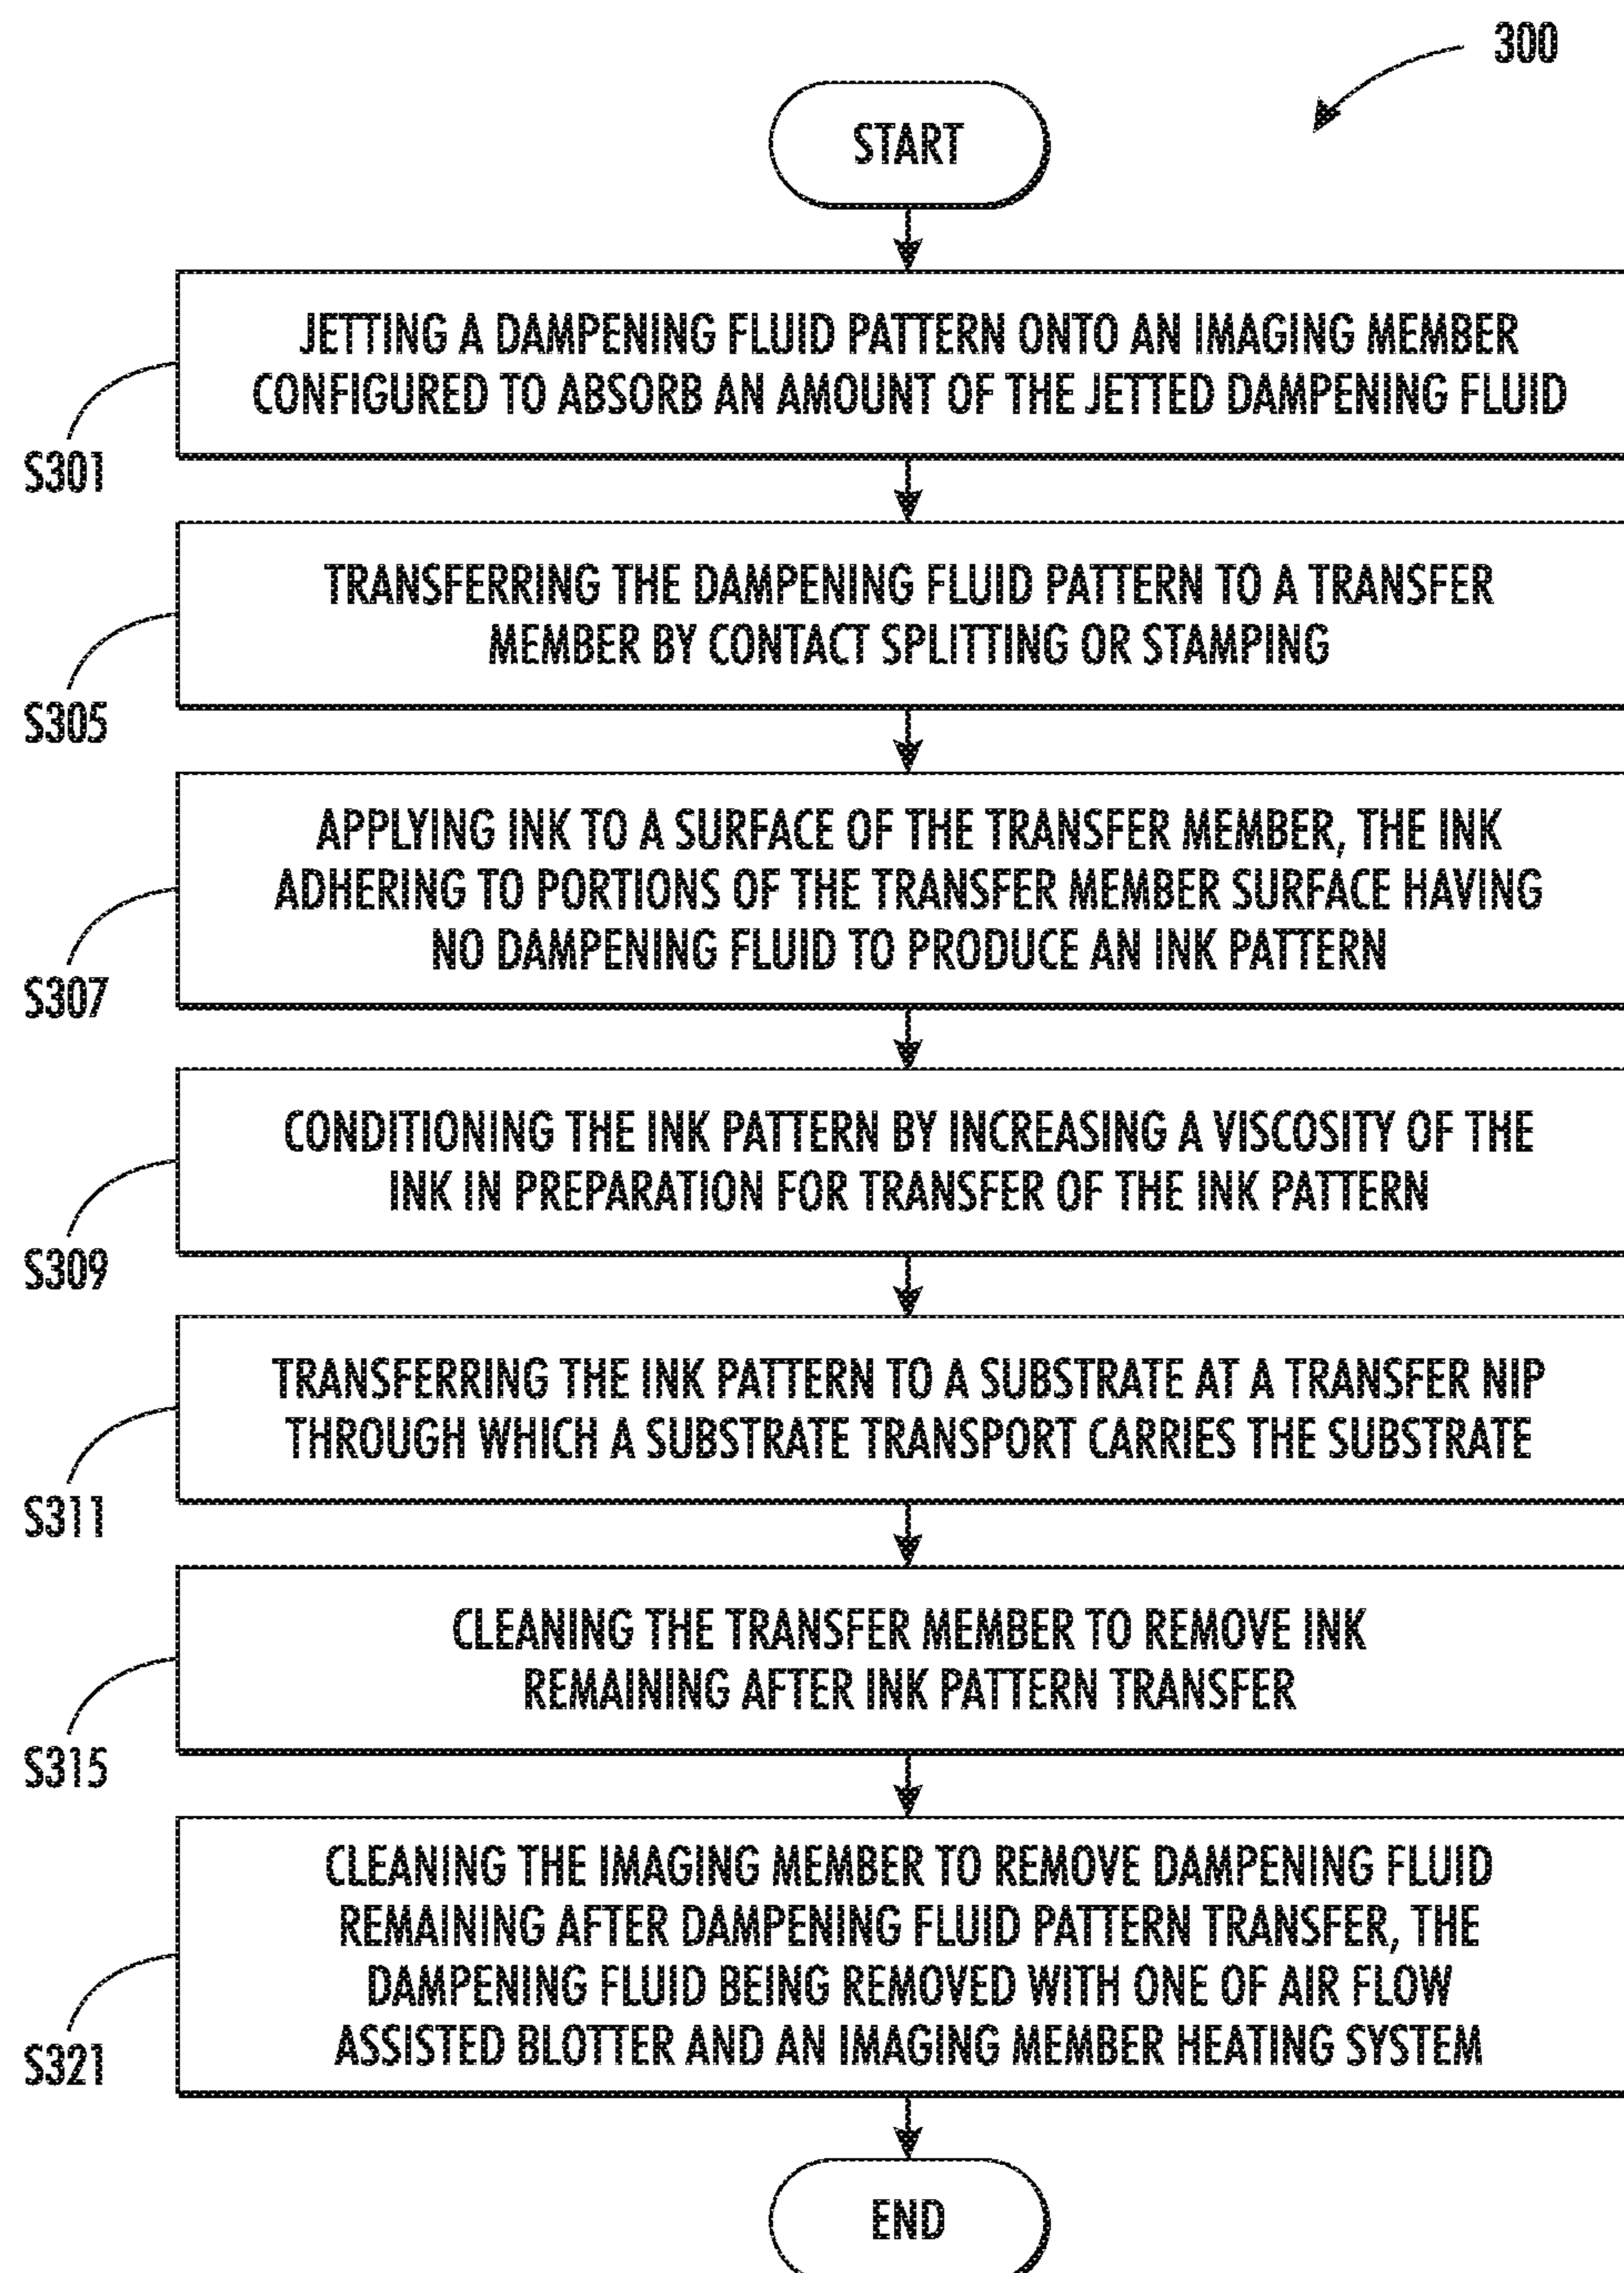 300
START
JETTING A DAMPENING FLUID PATTERN ONTO AN IMAGING MEMBER
CONFIGURED TO ABSORB AN AMOUNT OF THE JETTED DAMPENING FLUID
S301
TRANSFERRING THE DAMPENING FLUID PATTERN TO A TRANSFER
MEMBER BY CONTACT SPLITTING OR STAMPING
S305
APPLYING INK TO A SURFACE OF THE TRANSFER MEMBER, THE INK
ADHERING TO PORTIONS OF THE TRANSFER MEMBER SURFACE HAVING
NO DAMPENING FLUID TO PRODUCE AN INK PATTERN
S307
CONDITIONING THE INK PATTERN BY INCREASING A VISCOSITY OF THE
INK IN PREPARATION FOR TRANSFER OF THE INK PATTERN
S309
TRANSFERRING THE INK PATTERN TO A SUBSTRATE AT A TRANSFER NIP
THROUGH WHICH A SUBSTRATE TRANSPORT CARRIES THE SUBSTRATE
S311
CLEANING THE TRANSFER MEMBER TO REMOVE INK
REMAINING AFTER INK PATTERN TRANSFER
S315
CLEANING THE IMAGING MEMBER TO REMOVE DAMPENING FLUID
REMAINING AFTER DAMPENING FLUID PATTERN TRANSFER, THE
DAMPENING FLUID BEING REMOVED WITH ONE OF AIR FLOW
ASSISTED BLOTTER AND AN IMAGING MEMBER HEATING SYSTEM
S321
END